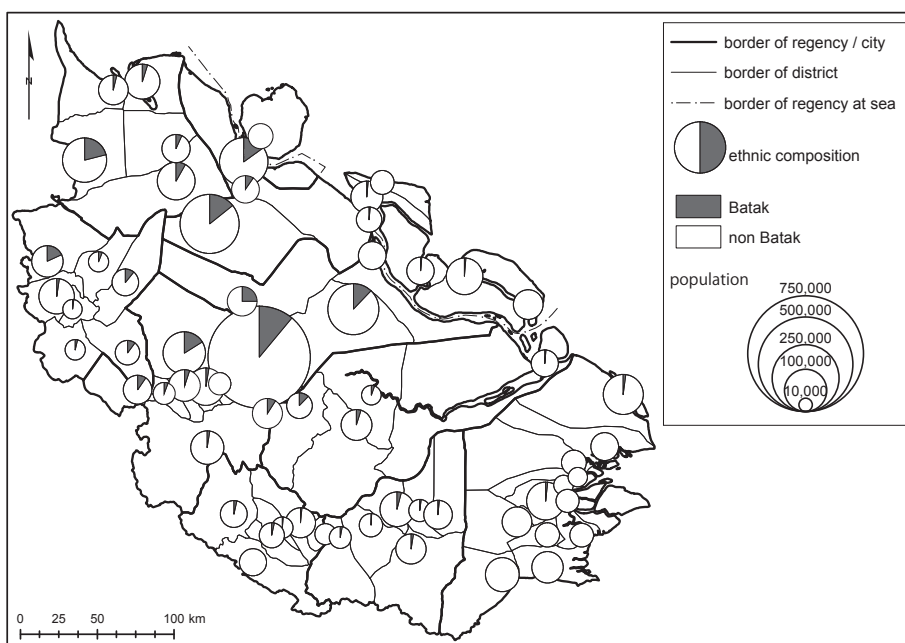 N
border of regency / city
border of district
border of regency at sea
ethnic composition
Batak
non Batak
population
750,000
500,000
250,000
100,000
10,000
0 25 50 100 km